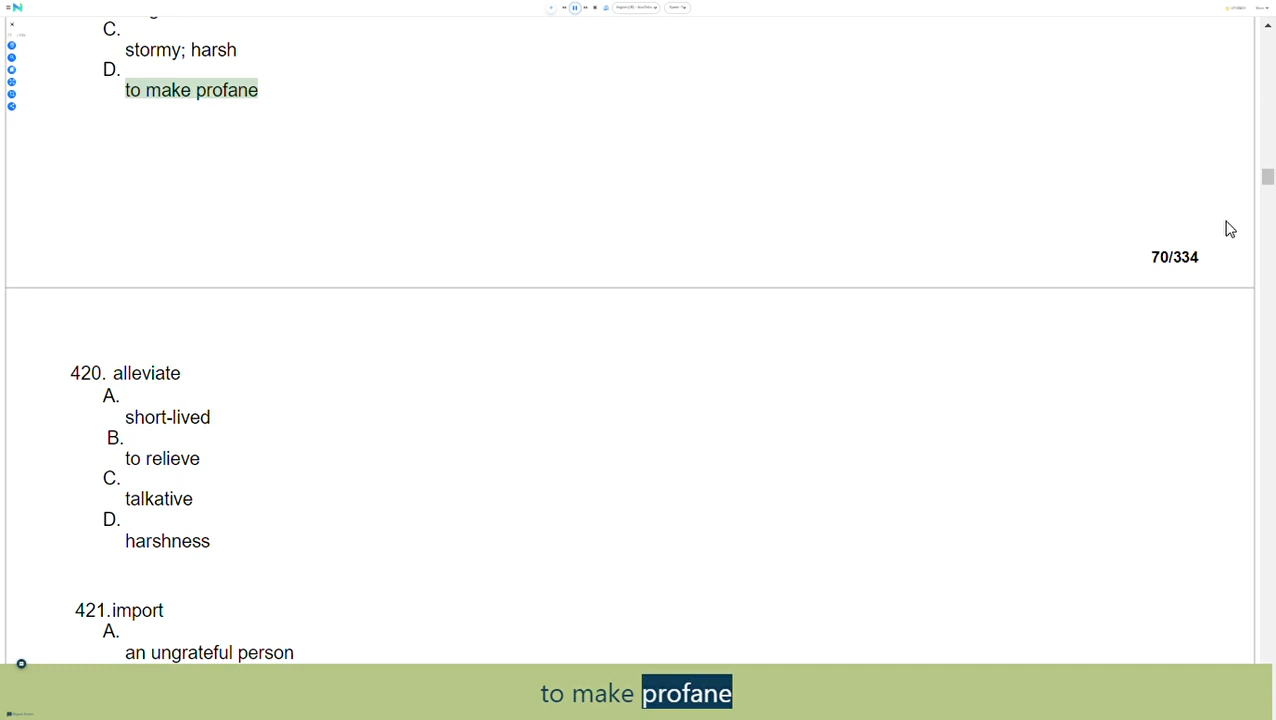 C.
stormy; harsh
D.
to make profane
70/334
420. alleviate
A.
short-lived
B.
to relieve
C.
talkative
D.
harshness
421.import
A.
an ungrateful person
to make profane